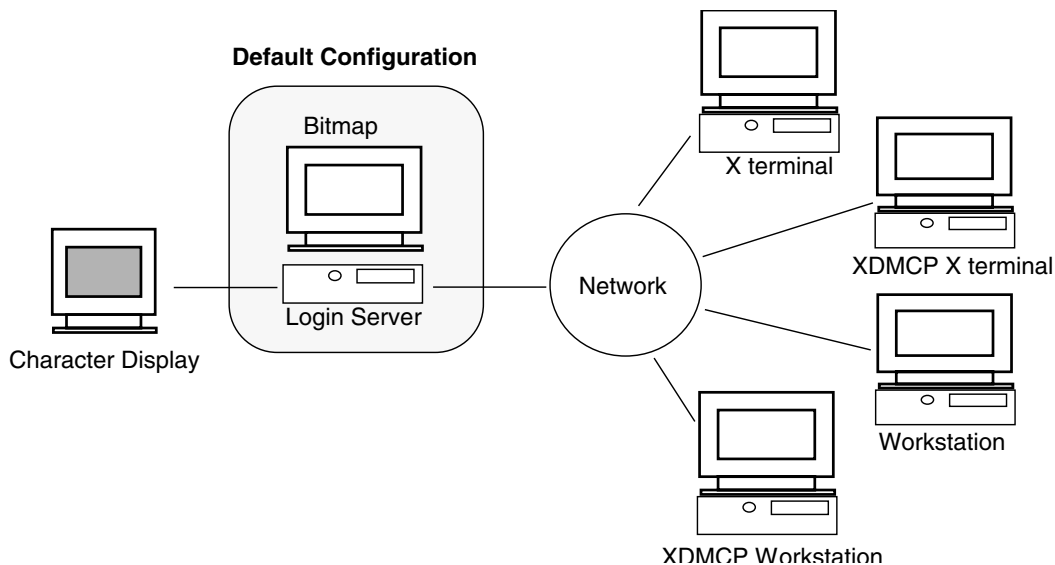 Default Configuration
Bitmap
Login Server
Character Display
Network
X terminal
XDMCP X terminal
Workstation
XDMCP Workstation